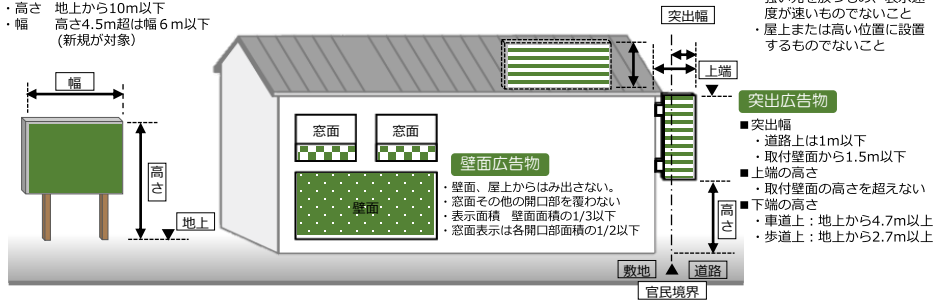 ・高さ　地上から10m以下
・幅　　高さ4.5m超は幅６m以下
(新規が対象)
度が速いものでないこと
・屋上または高い位置に設置
するものでないこと
突出幅
上端
幅
高さ
地上
窓面
窓面
壁面
壁面広告物
・壁面、屋上からはみ出さない。
・窓面その他の開口部を覆わない
・表示面積　壁面面積の1/3以下
・窓面表示は各開口部面積の1/2以下
突出広告物
■突出幅
・道路上は1m以下
・取付壁面から1.5m以下
■上端の高さ
・取付壁面の高さを超えない
■下端の高さ
・車道上：地上から4.7m以上
・歩道上：地上から2.7m以上
高さ
敷地
道路
官民境界